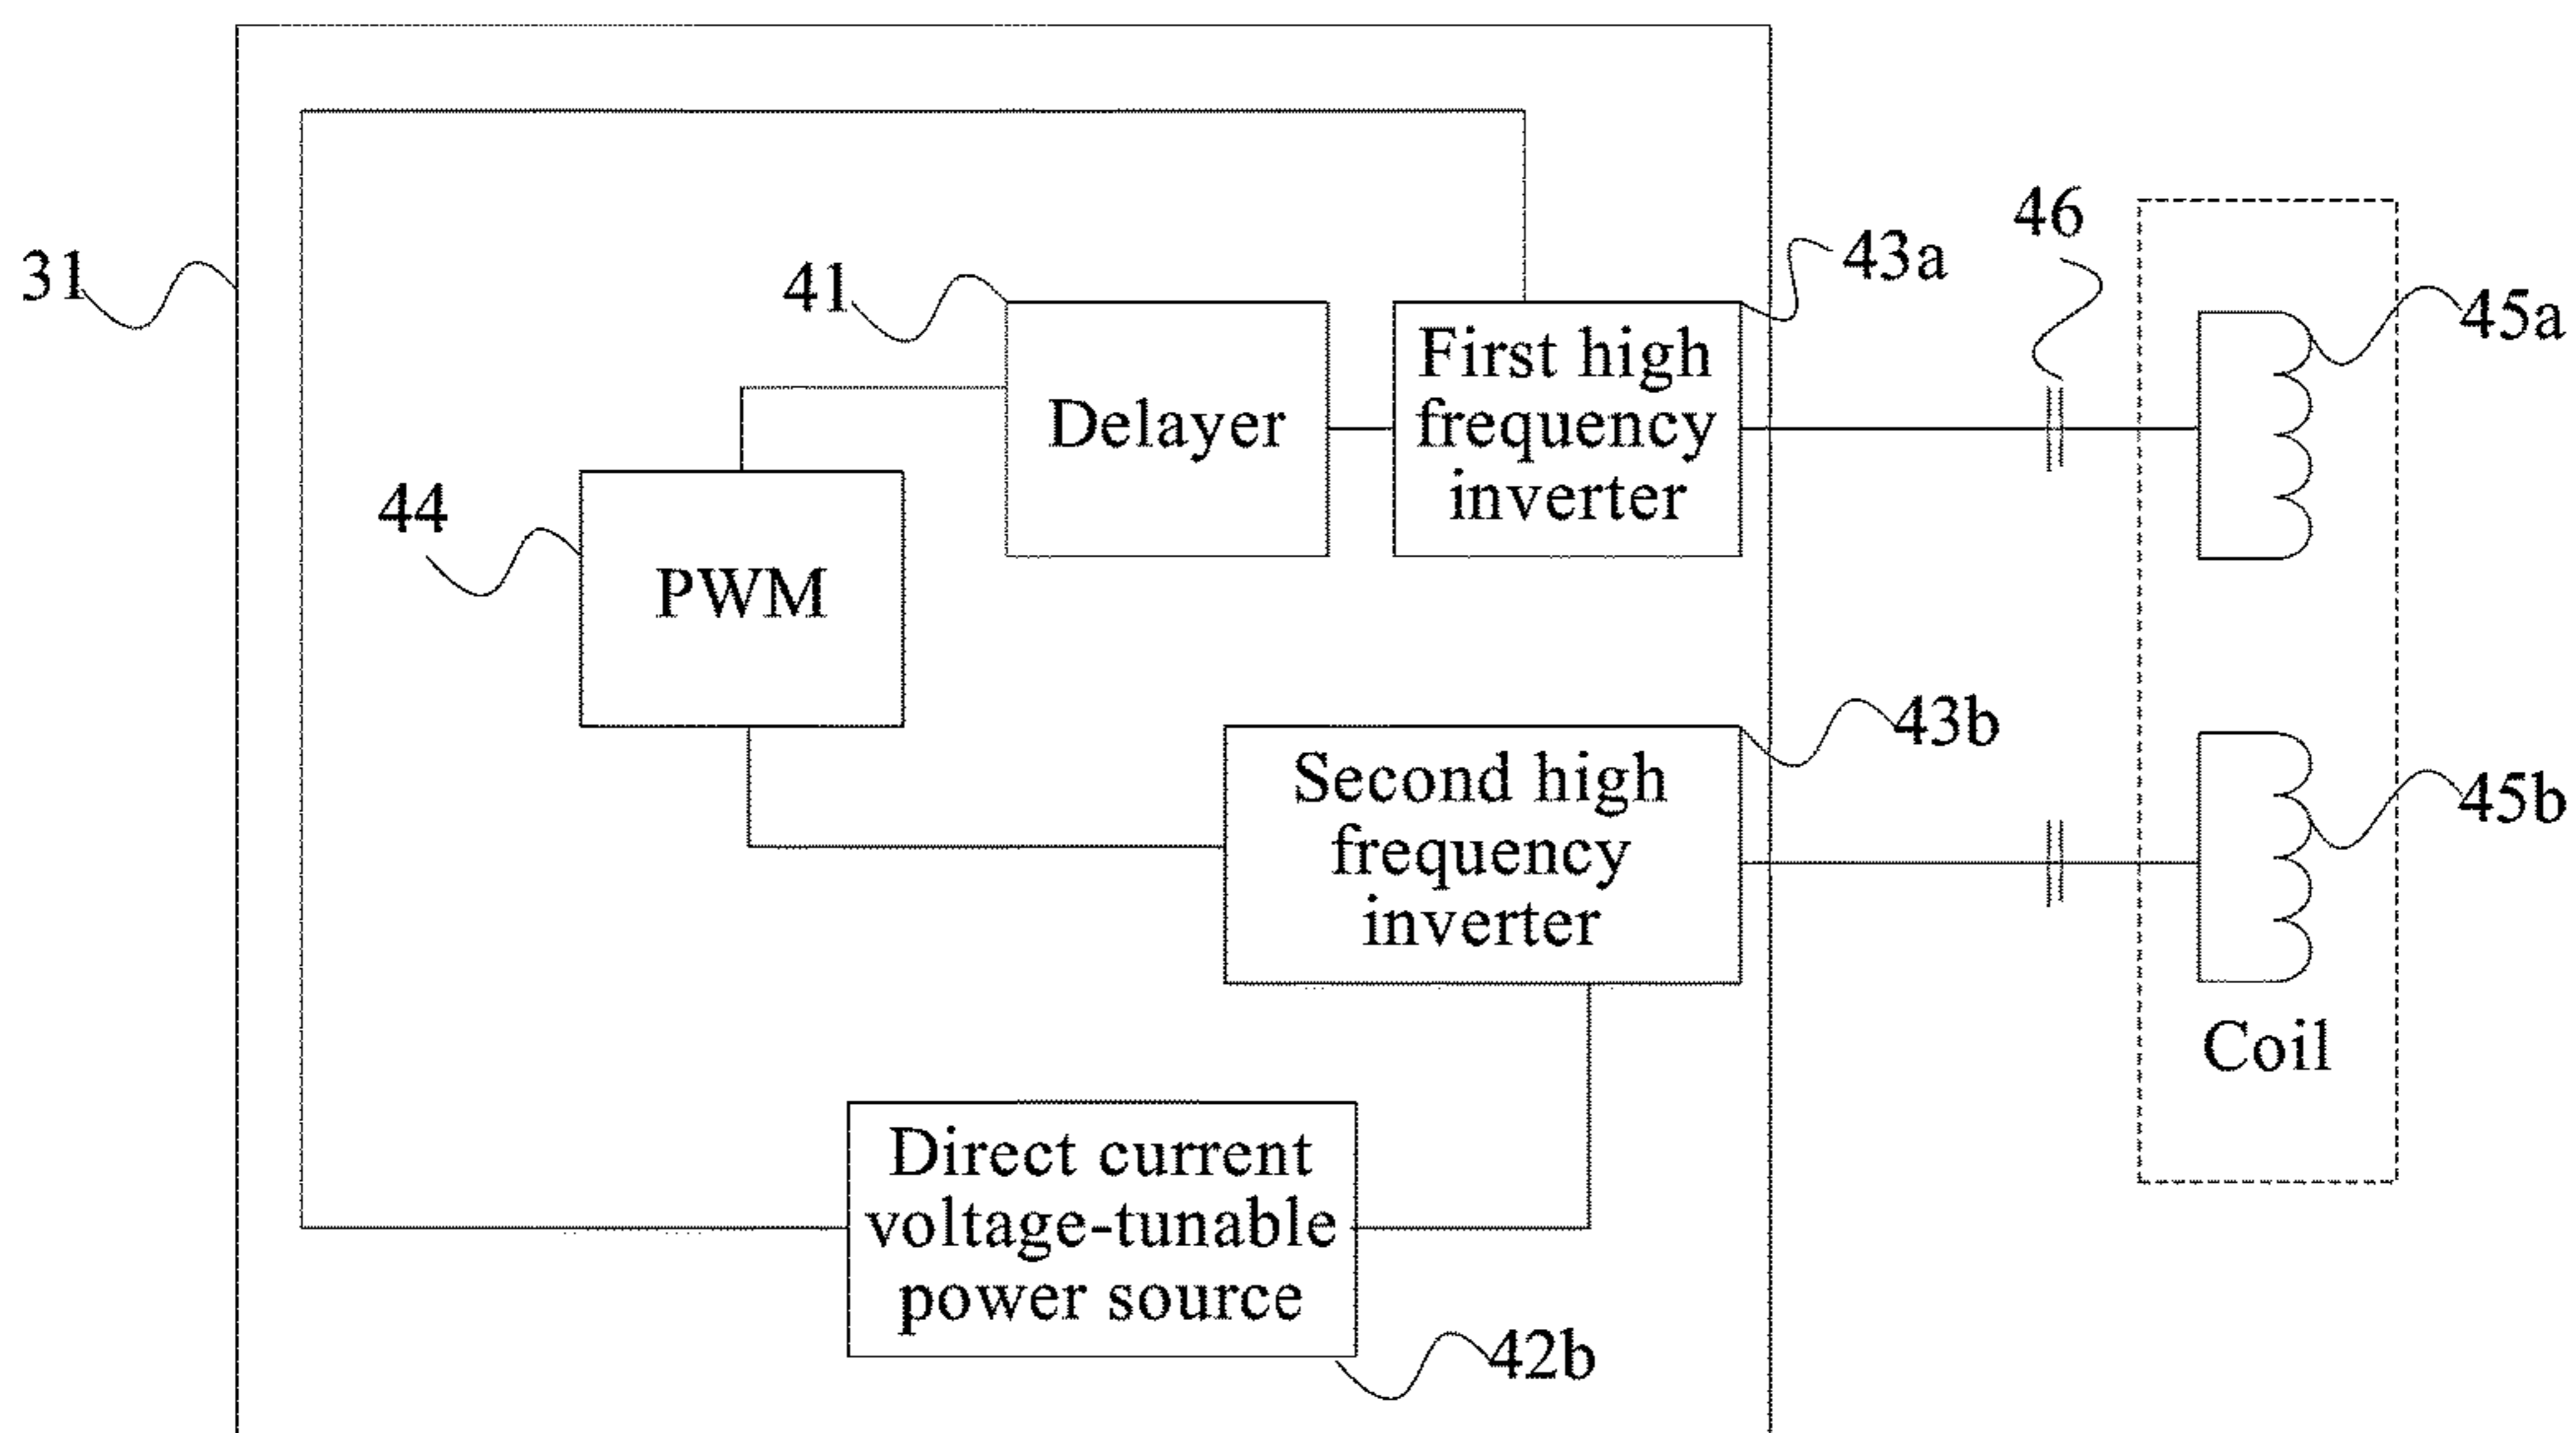 46
31
41
43a
45a
First high
frequency
inverter
Delayer
44
PWM
43b
45b
Second high
frequency
inverter
Coil
Direct current
voltage-tunable
power source
42b